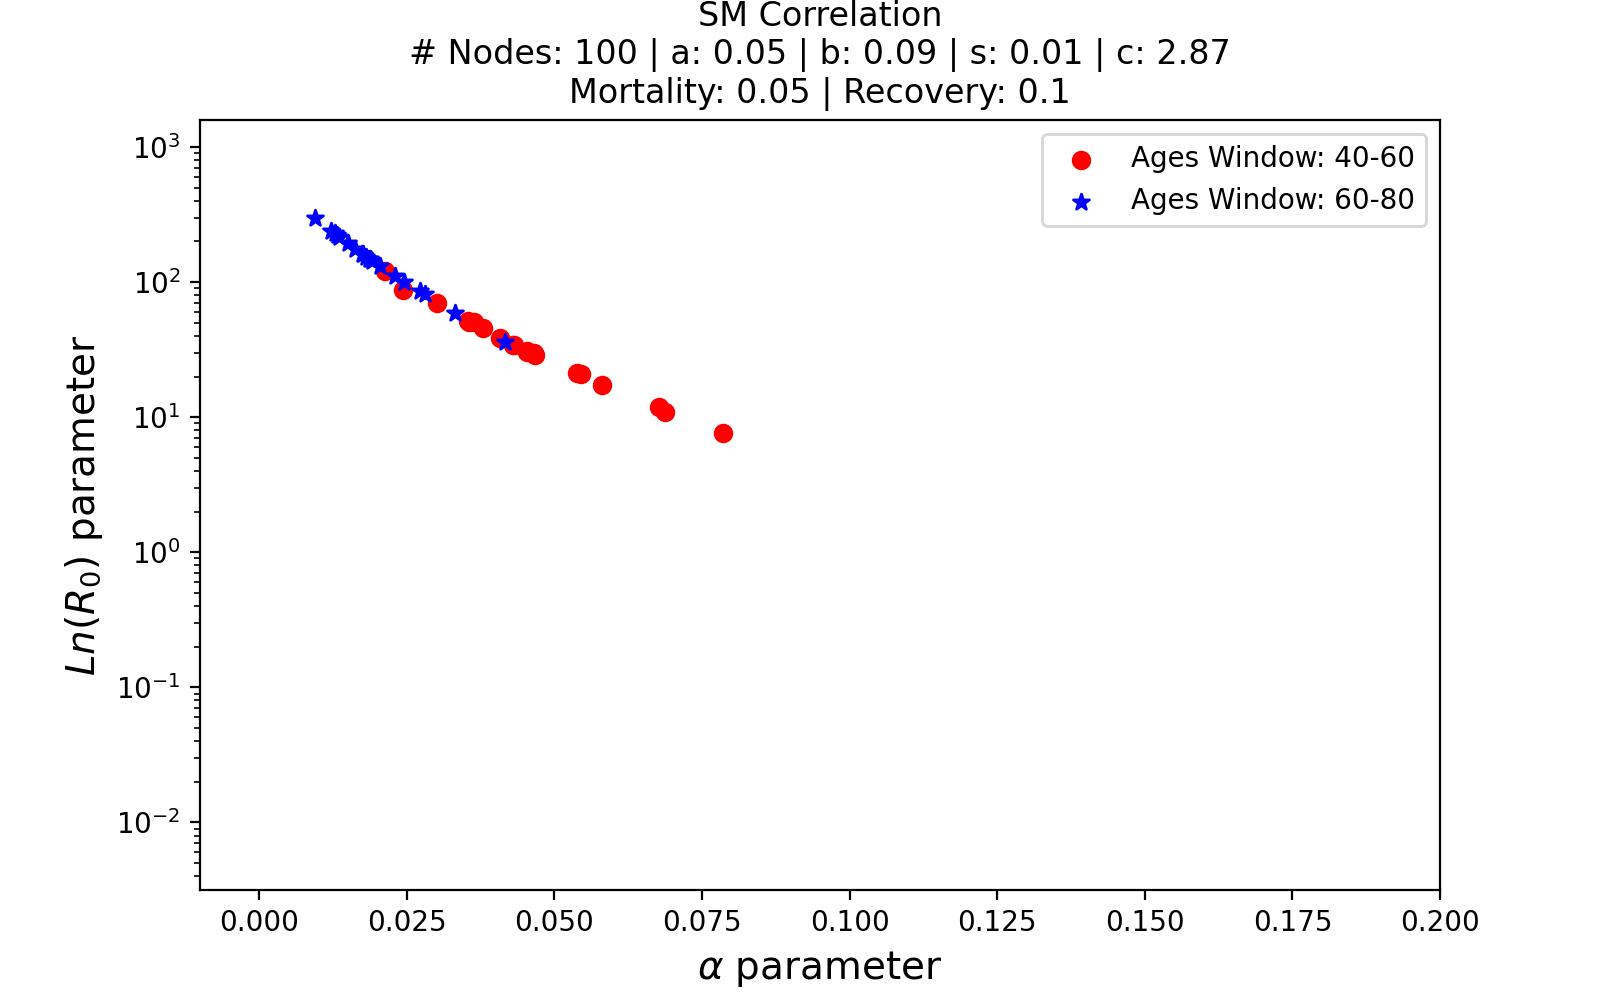 SM Correlation
# Nodes: 100 | a: 0.05 | b: 0.09 | s: 0.01 | c: 2.87
Mortality: 0.05 | Recovery: 0.1
Ages Window: 40-60
Ages Window: 60-80
Ln(R₀) parameter
10³
10²
10¹
10⁰
10⁻¹
10⁻²
0.000 0.025 0.050 0.075 0.100 0.125 0.150 0.175 0.200
α parameter